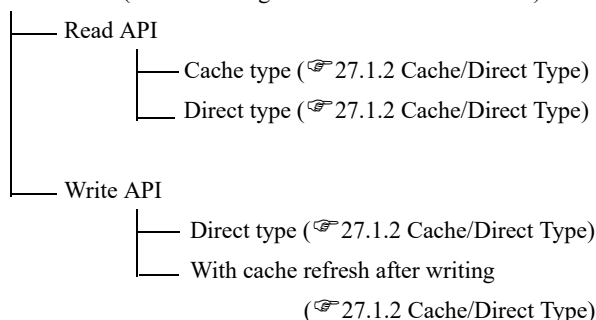 Read API
Cache type (☞27.1.2 Cache/Direct Type)
Direct type (☞27.1.2 Cache/Direct Type)
Write API
Direct type (☞27.1.2 Cache/Direct Type)
With cache refresh after writing
(☞27.1.2 Cache/Direct Type)